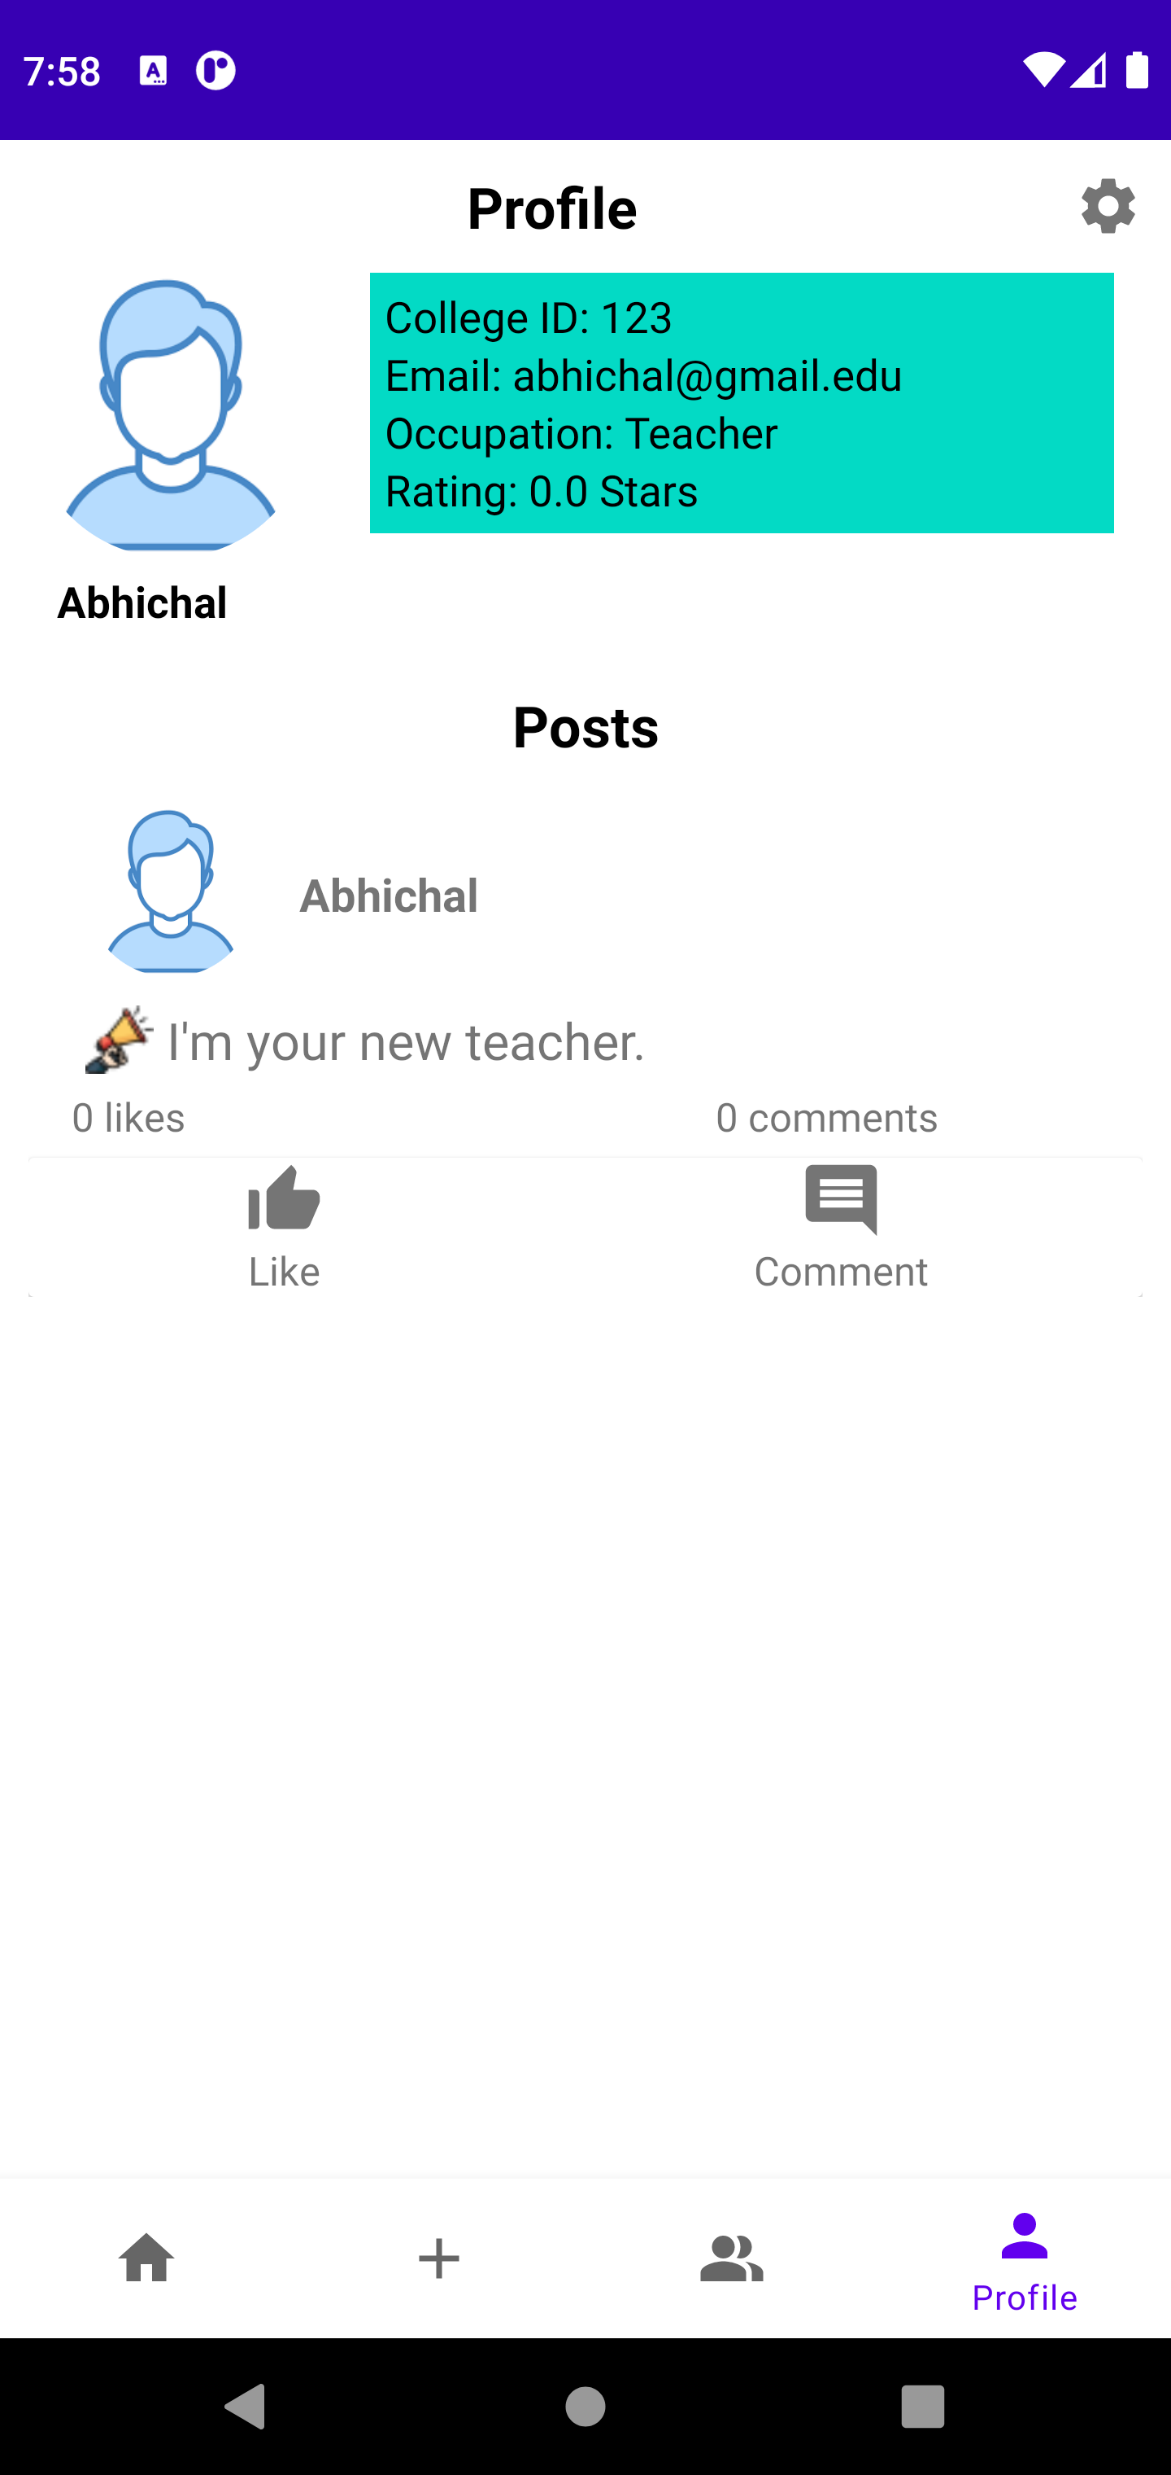 7:58
Profile
College ID: 123
Email: abhichal@gmail.edu
Occupation: Teacher
Rating: 0.0 Stars
Abhichal
Posts
Abhichal
I'm your new teacher.
0 likes
0 comments
Like
Comment
Profile